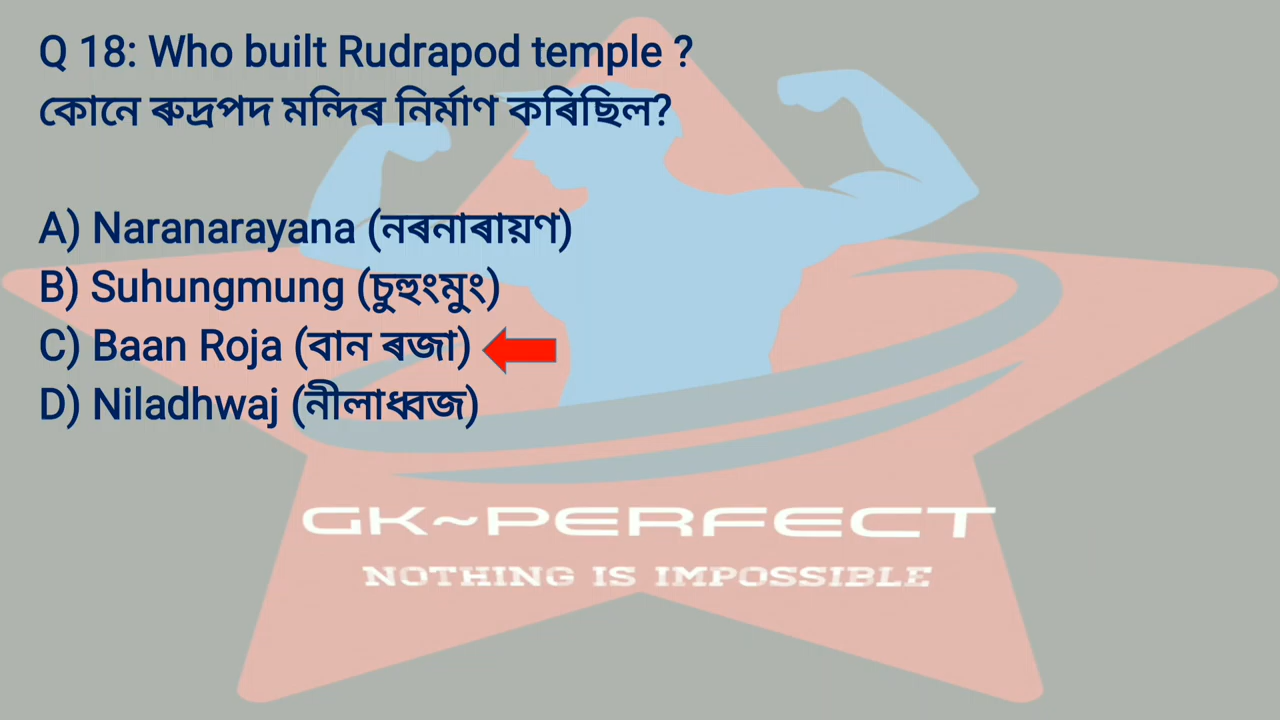 Q 18: Who built Rudrapod temple ?
কোনে ৰুদ্ৰপদ মন্দিৰ নিৰ্মাণ কৰিছিল?
A) Naranarayana (নৰনাৰায়ণ)
B) Suhungmung (চুহুংমুং)
C) Baan Roja (বান ৰজা)
D) Niladhwaj (নীলাধ্বজ)
GK~PERFECT
NOTHING IS IMPOSSIBLE